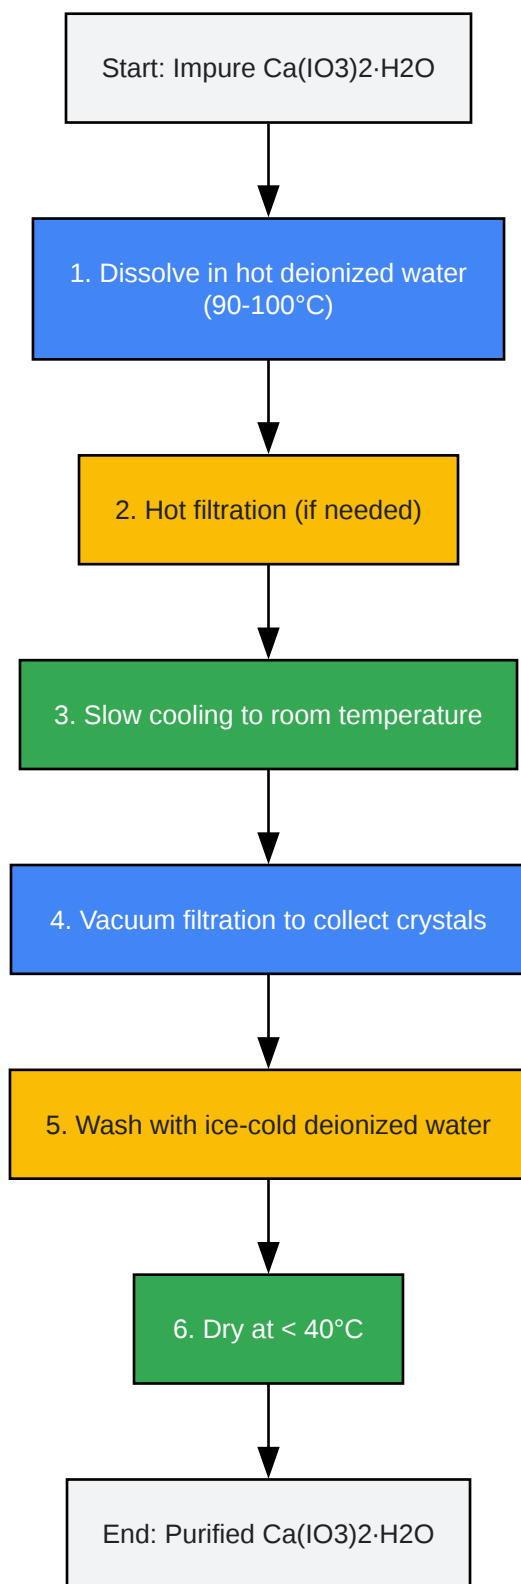 Start: Impure Ca(IO3)2·H2O
1. Dissolve in hot deionized water
(90-100°C)
2. Hot filtration (if needed)
3. Slow cooling to room temperature
4. Vacuum filtration to collect crystals
5. Wash with ice-cold deionized water
6. Dry at < 40°C
End: Purified Ca(IO3)2·H2O